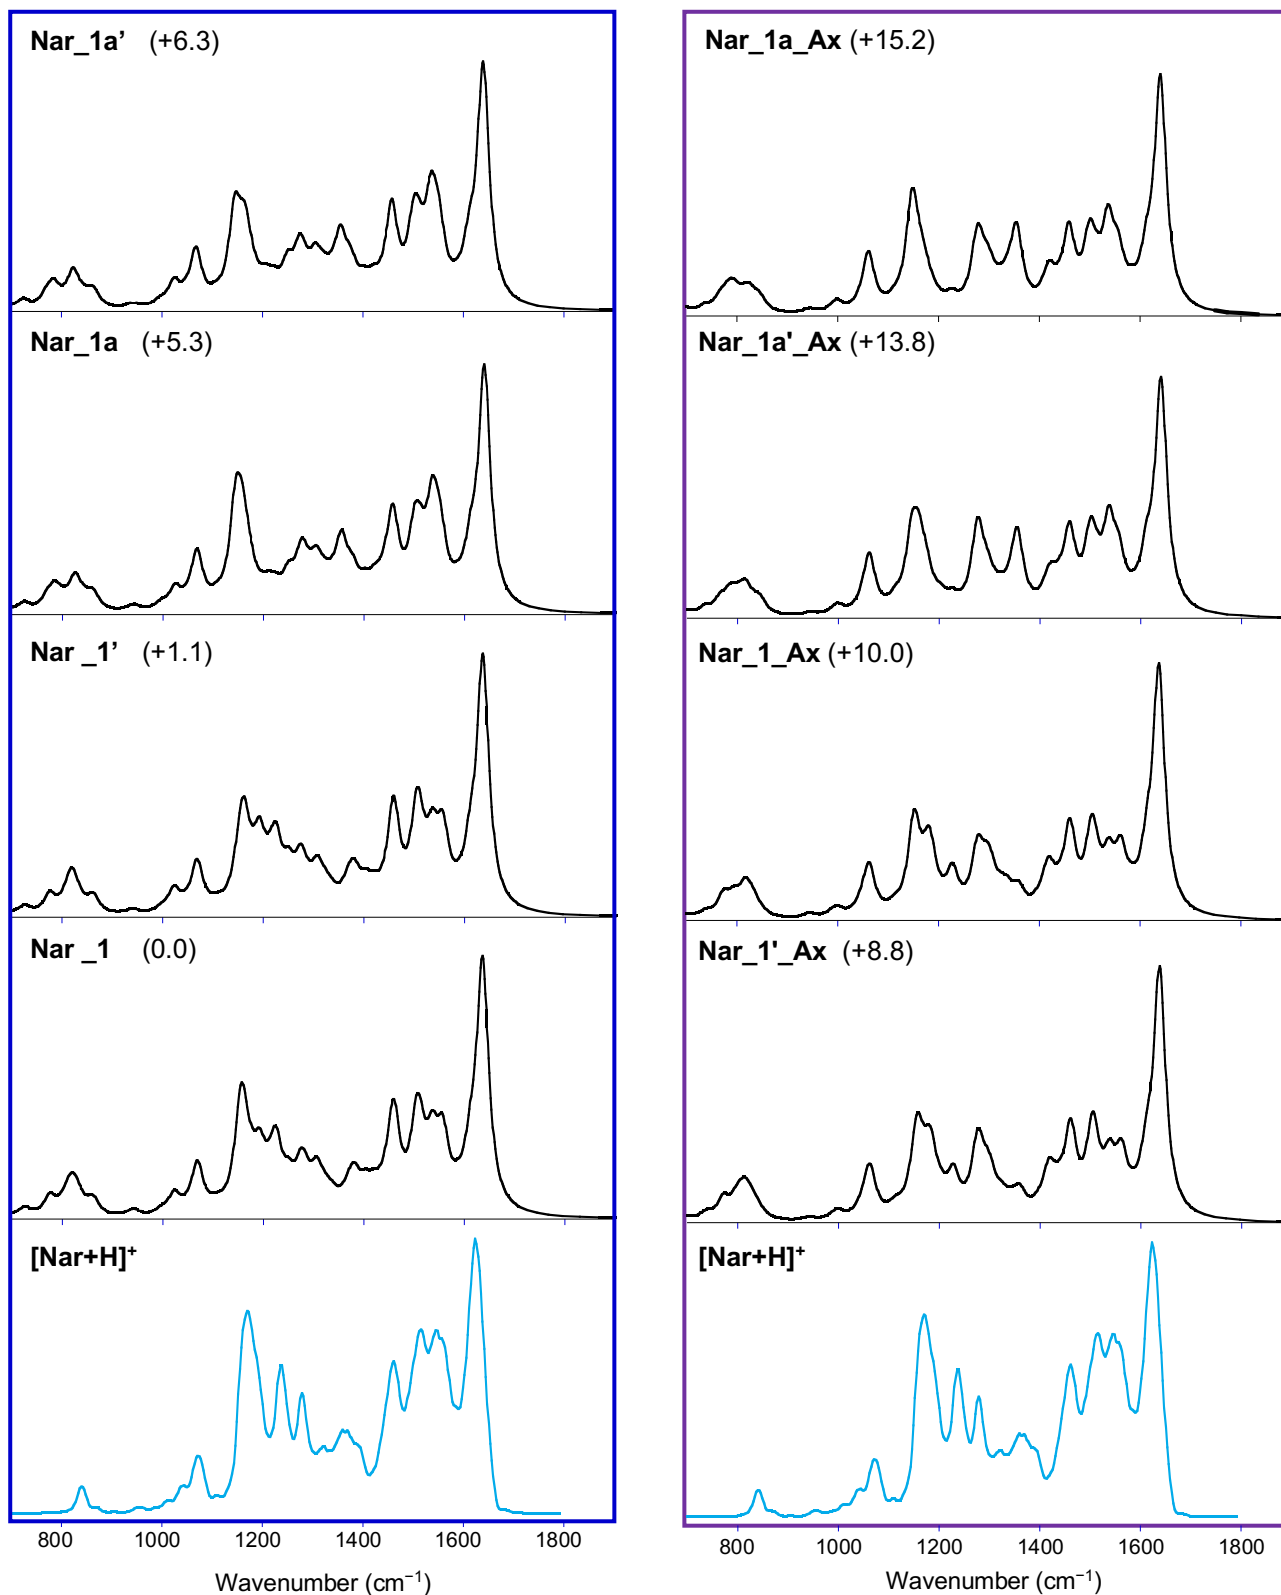 Nar_1a’ (+6.3)
Nar_1a (+5.3)
Nar _1’ (+1.1)
Nar _1 (0.0)
[Nar+H]⁺
800 1000 1200 1400 1600 1800
Wavenumber (cm⁻¹)
Nar_1a_Ax (+15.2)
Nar_1a'_Ax (+13.8)
Nar_1_Ax (+10.0)
Nar_1'_Ax (+8.8)
[Nar+H]⁺
800 1000 1200 1400 1600 1800
Wavenumber (cm⁻¹)